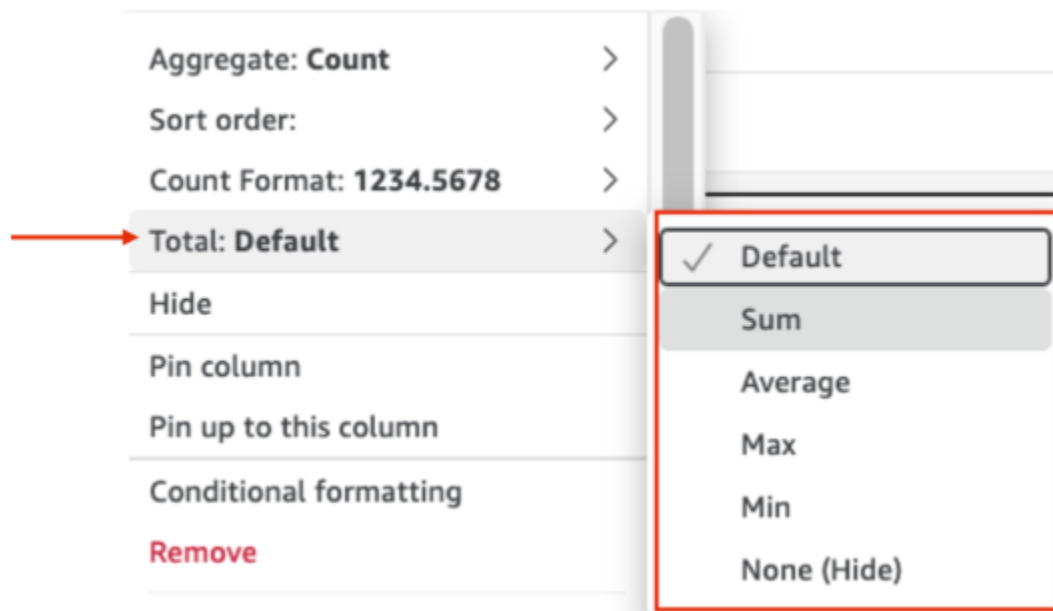 Aggregate: Count
Sort order:
Count Format: 1234.5678
Total: Default
Hide
Pin column
Pin up to this column
Conditional formatting
Remove
Default
Sum
Average
Max
Min
None (Hide)